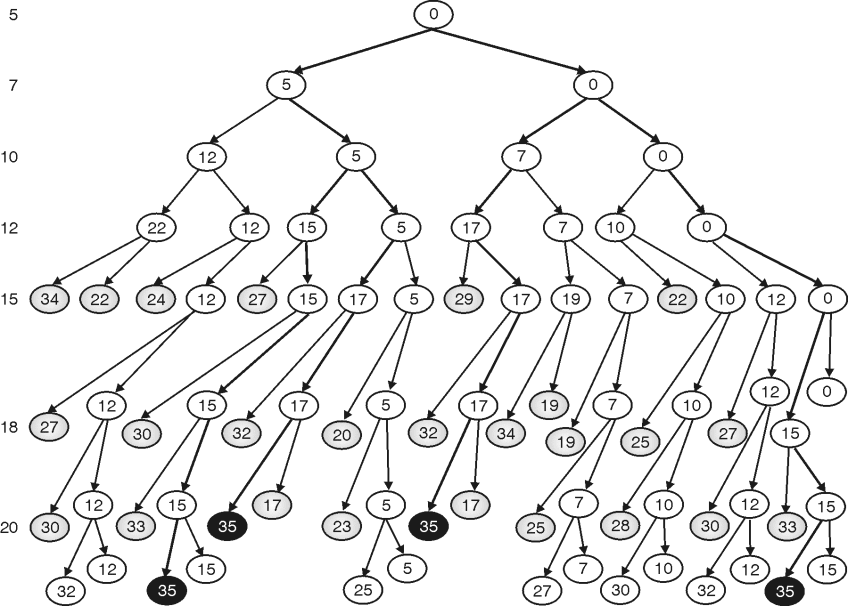 5 0
7 5 0
10 12 5 7 0
12 22 12 15 5 17 7 10 0
15 34 22 24 12 27 15 17 5 29 17 19 7 22 10 12 0
12 0
18 27 12 30 15 32 17 20 5 32 17 34 19 19 7 25 10 27 15
30 12 33 15 35 17 23 5 35 17 25 7 28 10 30 12 33 15
20
32 12 35 15 25 5 27 7 30 10 32 12 35 15